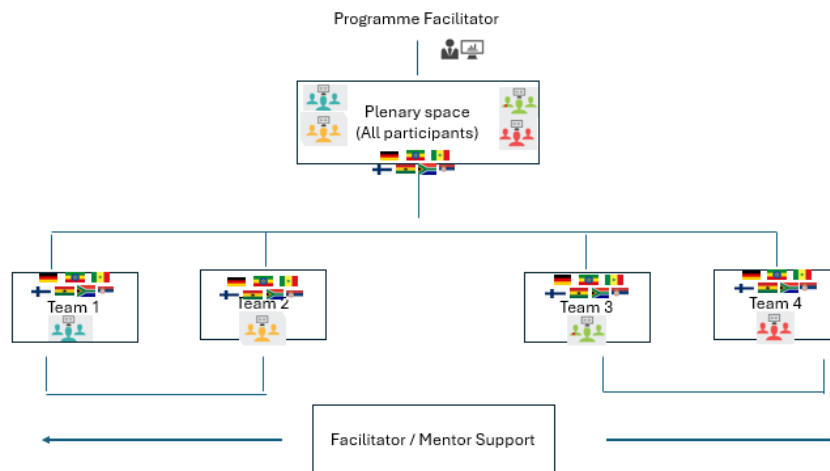 Programme Facilitator
Plenary space
(All participants)
Team 1
Team 2
Team 3
Team 4
Facilitator / Mentor Support